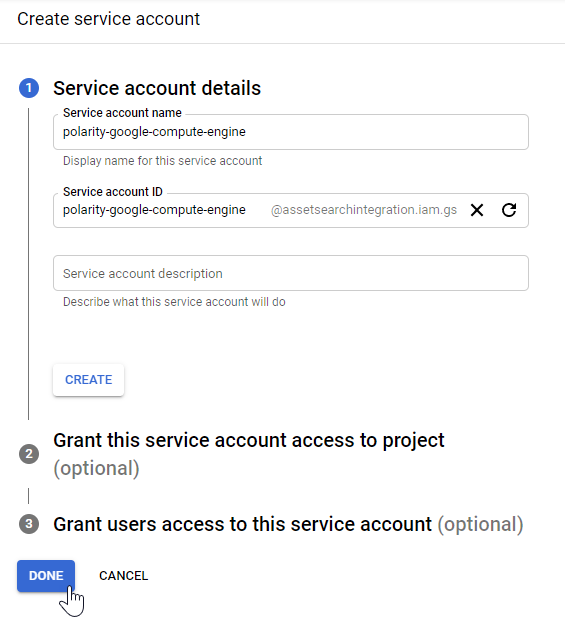 Create service account
1 Service account details
Service account name
polarity-google-compute-engine
Display name for this service account
Service account ID
polarity-google-compute-engine @assetsearchintegration.iam.gs
Service account description
Describe what this service account will do
CREATE
2 Grant this service account access to project
(optional)
3 Grant users access to this service account (optional)
DONE CANCEL